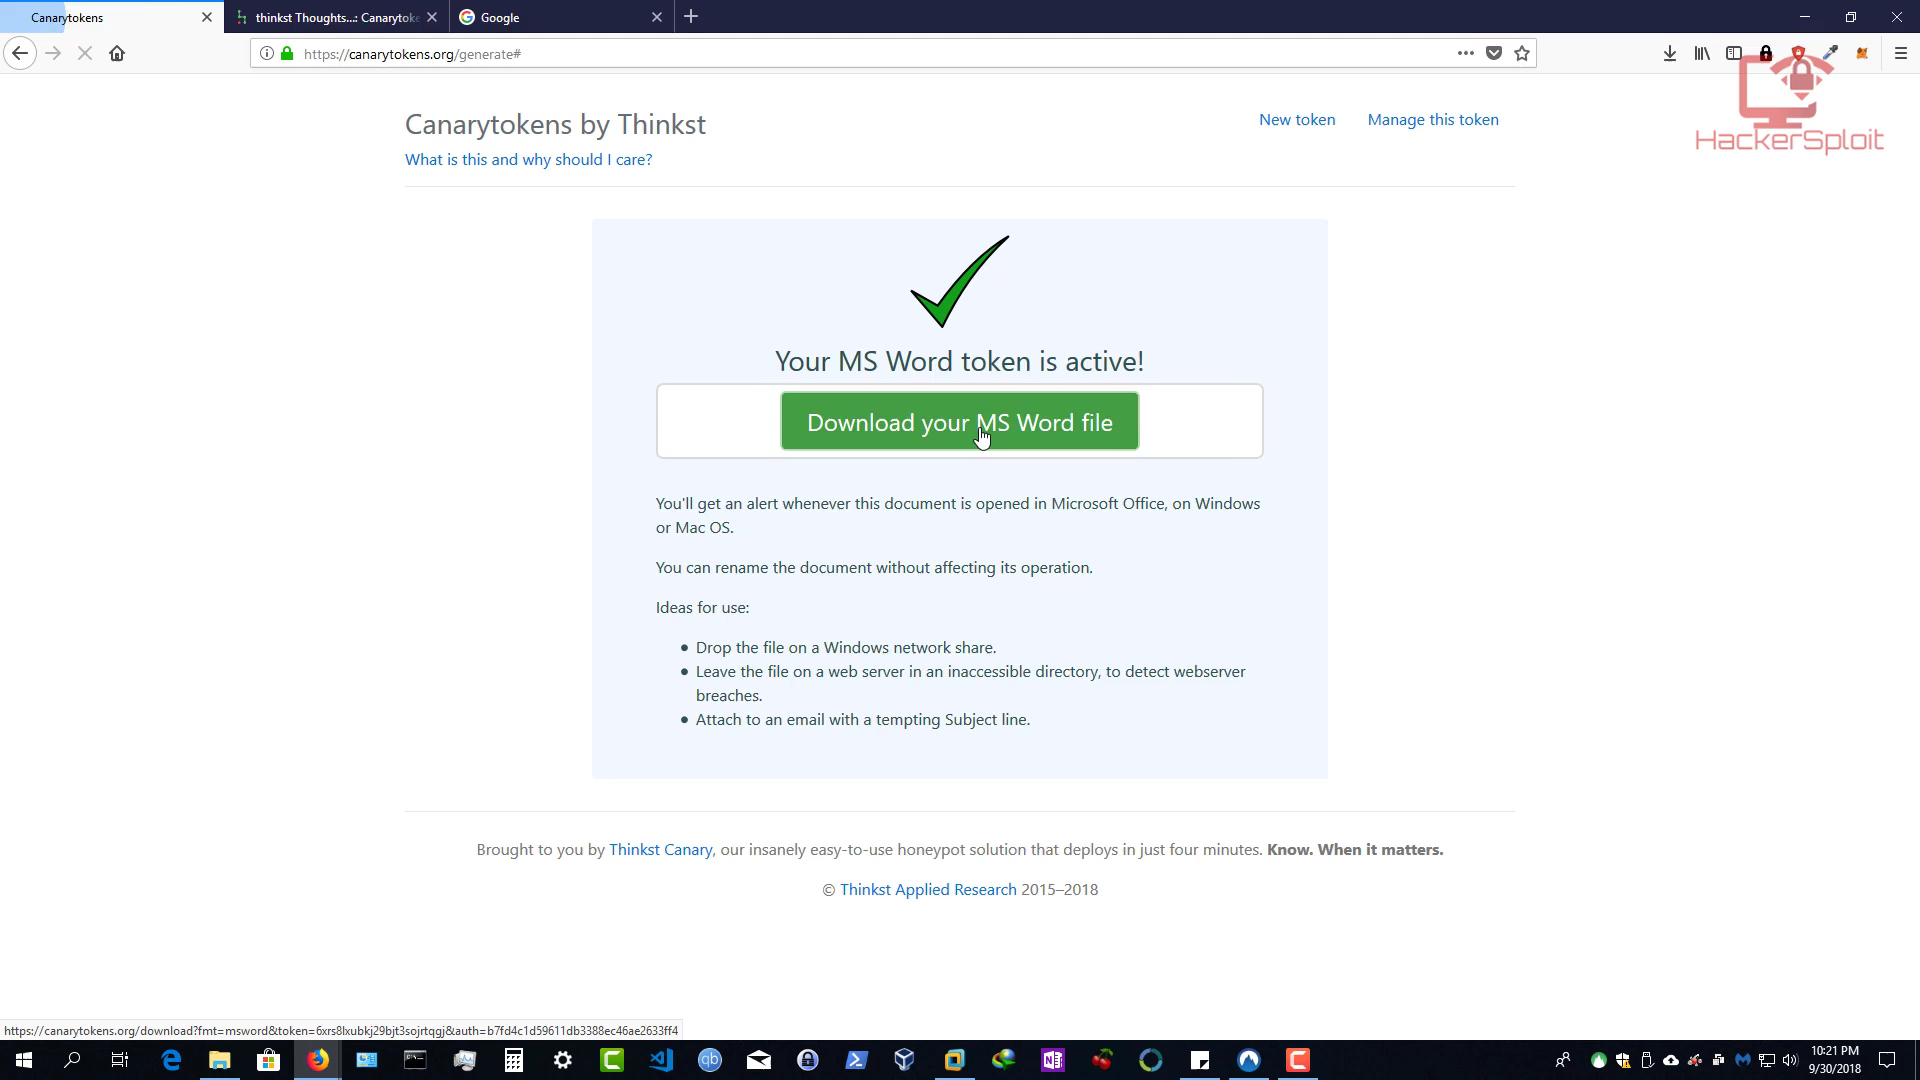 Canarytokens
thinkst Thoughts...: Canarytoke
Google
https://canarytokens.org/generate#
HackerSploit
Canarytokens by Thinkst
New token
Manage this token
What is this and why should I care?
Your MS Word token is active!
Download your MS Word file
You'll get an alert whenever this document is opened in Microsoft Office, on Windows
or Mac OS.
You can rename the document without affecting its operation.
Ideas for use:
Drop the file on a Windows network share.
Leave the file on a web server in an inaccessible directory, to detect webserver
breaches.
Attach to an email with a tempting Subject line.
Brought to you by Thinkst Canary, our insanely easy-to-use honeypot solution that deploys in just four minutes. Know. When it matters.
© Thinkst Applied Research 2015–2018
https://canarytokens.org/download?fmt=msword&token=6xrs8lxubkj29bjt3sojrtqgj&auth=b7fd4c1d59611db3388ec46ae2633ff4
qb
10:21 PM
9/30/2018